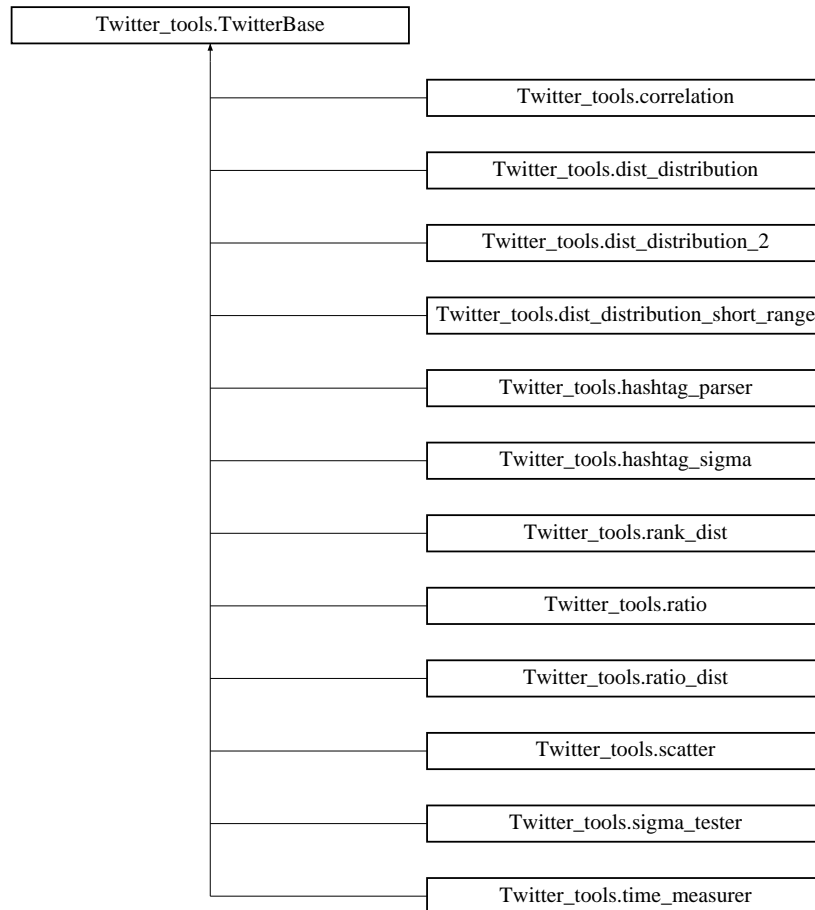 Twitter_tools.TwitterBase
Twitter_tools.correlation
Twitter_tools.dist_distribution
Twitter_tools.dist_distribution_2
Twitter_tools.dist_distribution_short_range
Twitter_tools.hashtag_parser
Twitter_tools.hashtag_sigma
Twitter_tools.rank_dist
Twitter_tools.ratio
Twitter_tools.ratio_dist
Twitter_tools.scatter
Twitter_tools.sigma_tester
Twitter_tools.time_measurer